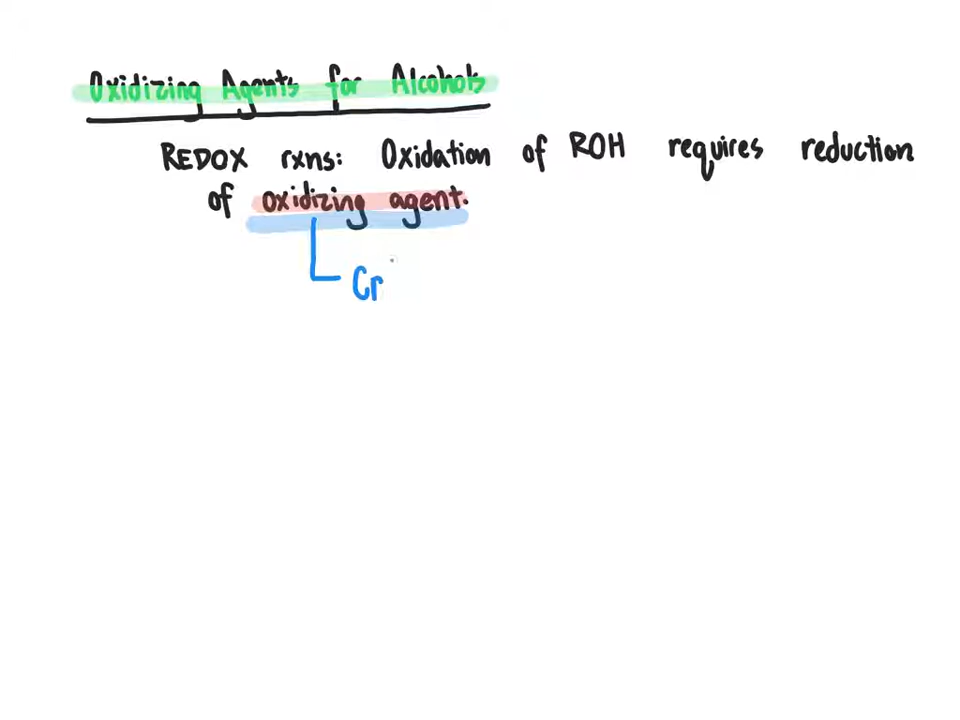 Oxidizing Agents for Alcohols
REDOX rxns: Oxidation of ROH requires reduction
of oxidizing agent.
Cr